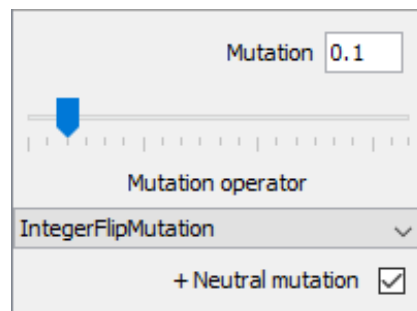 Mutation 0.1
Mutation operator
IntegerFlipMutation
+ Neutral mutation